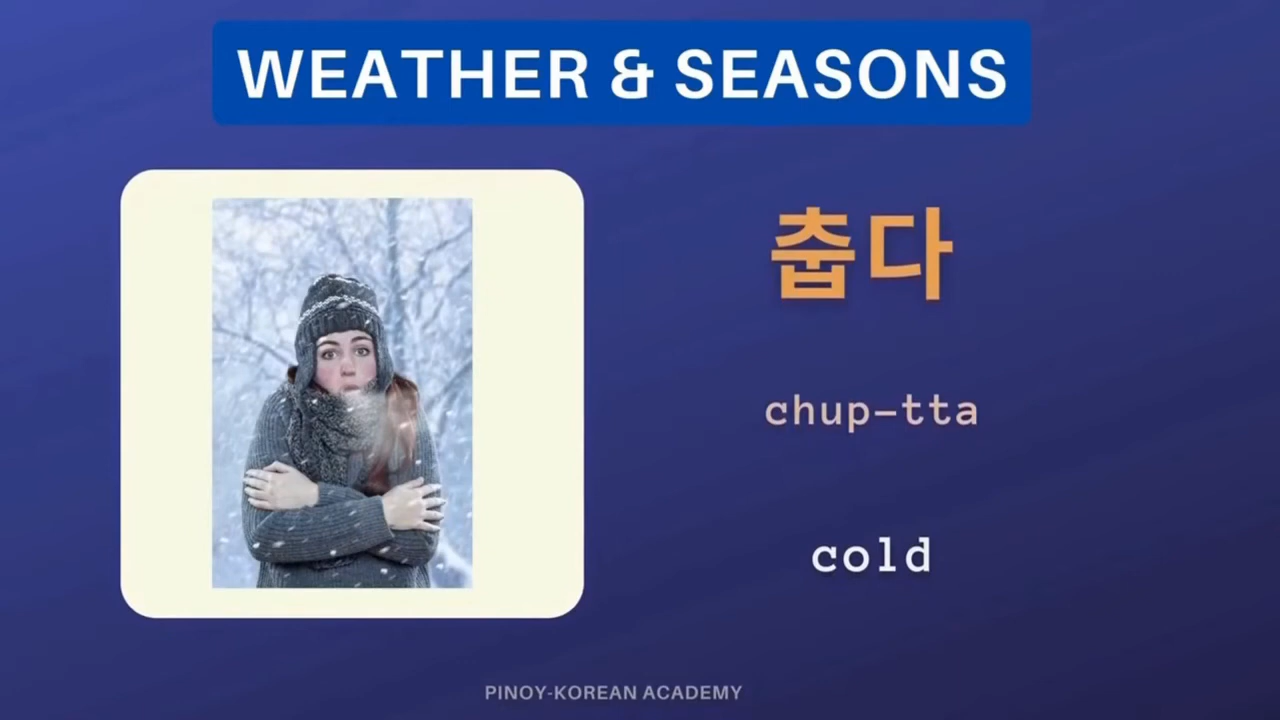 WEATHER & SEASONS
춥다
chup-tta
cold
PINOY-KOREAN ACADEMY